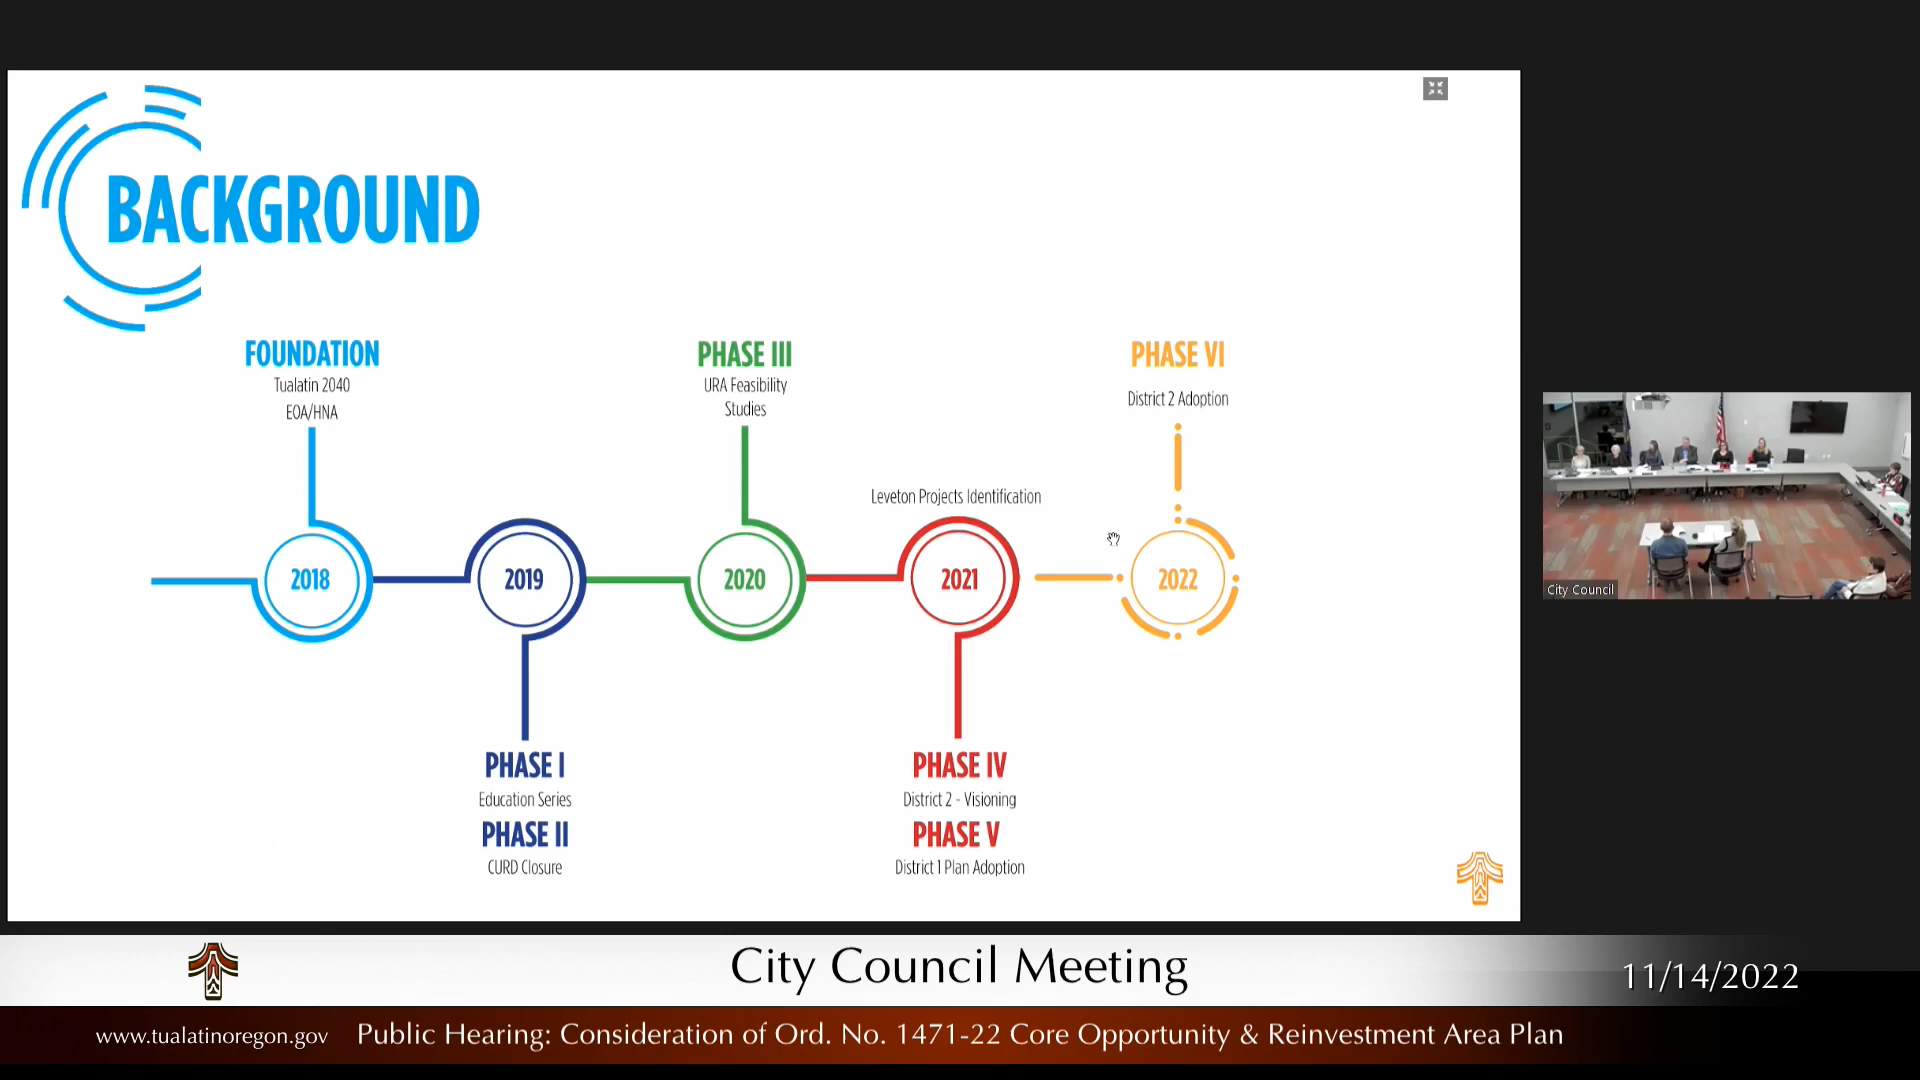 BACKGROUND
FOUNDATION
Tualatin 2040
EOA/HNA
PHASE III
URA Feasibility
Studies
PHASE VI
District 2 Adoption
Leveton Projects Identification
2018
2019
2020
2021
2022
PHASE I
Education Series
PHASE II
CURD Closure
PHASE IV
District 2 - Visioning
PHASE V
District 1 Plan Adoption
City Council
City Council Meeting
11/14/2022
www.tualatinoregon.gov
Public Hearing: Consideration of Ord. No. 1471-22 Core Opportunity & Reinvestment Area Plan